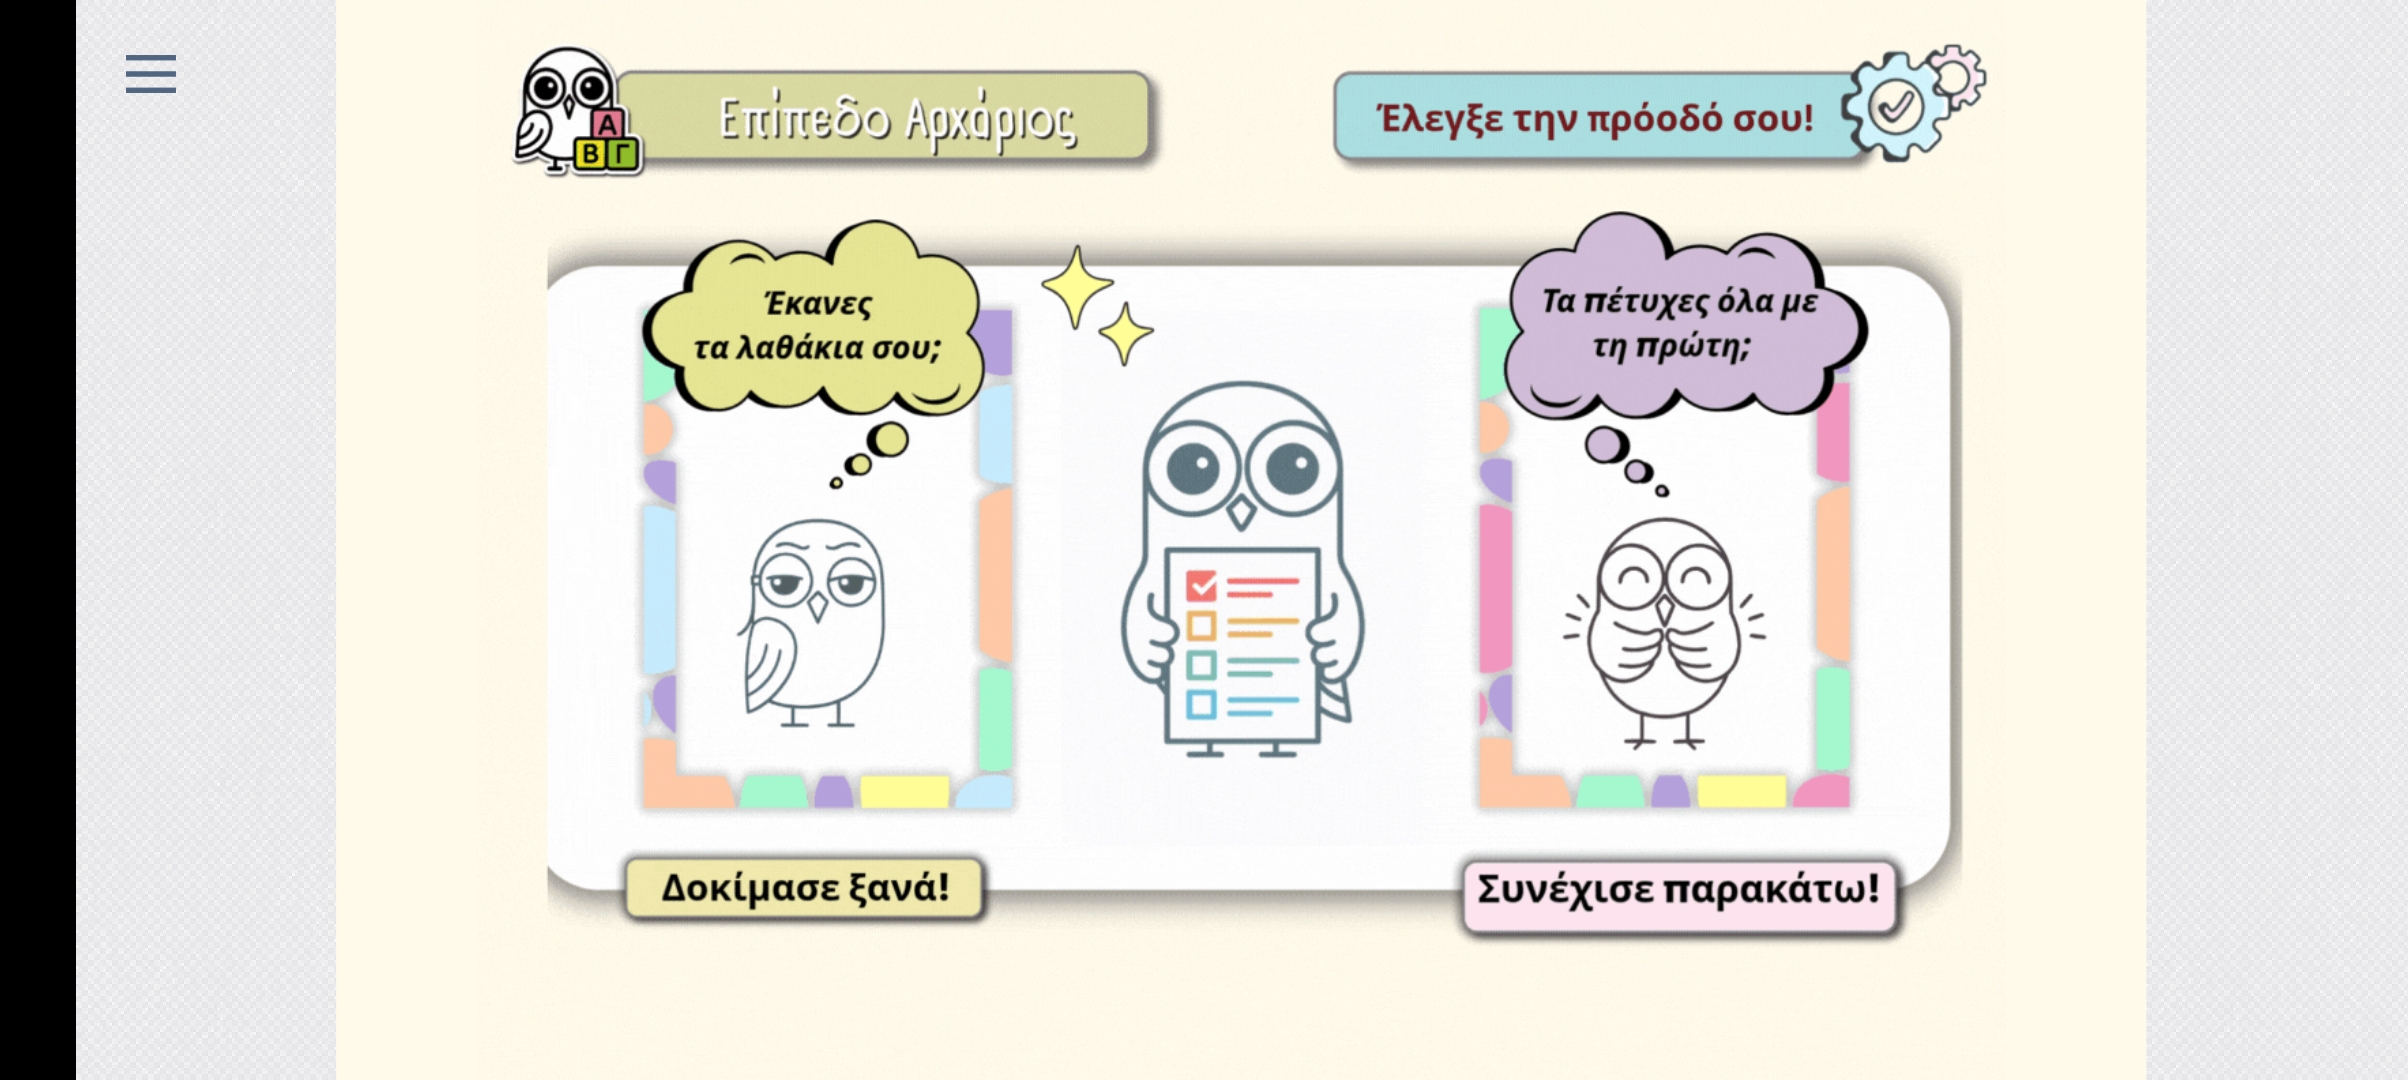 Επίπεδο Αρχάριος
Έλεγξε την πρόοδό σου!
Α
Β Γ
Έκανες
τα λαθάκια σου;
Τα πέτυχες όλα με
τη πρώτη;
Δοκίμασε ξανά!
Συνέχισε παρακάτω!